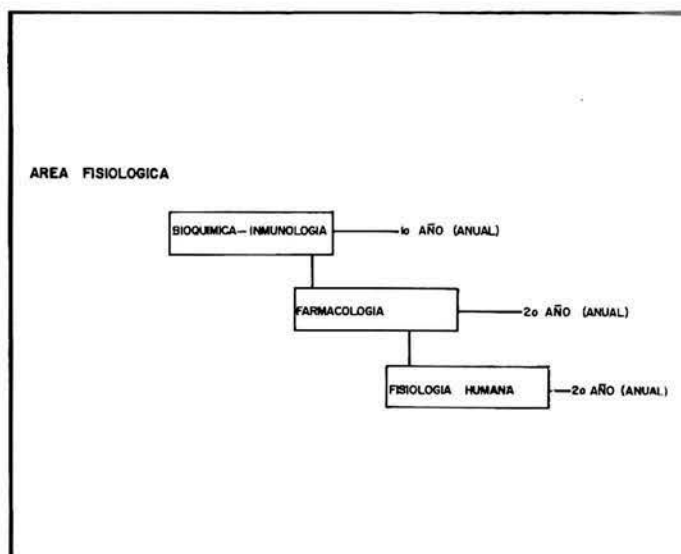 AREA FISIOLOGICA
BIOQUIMICA-INMUNOLOGIA 1o AÑO (ANUAL)
FARMACOLOGIA 2o AÑO (ANUAL)
FISIOLOGIA HUMANA 2o AÑO (ANUAL)